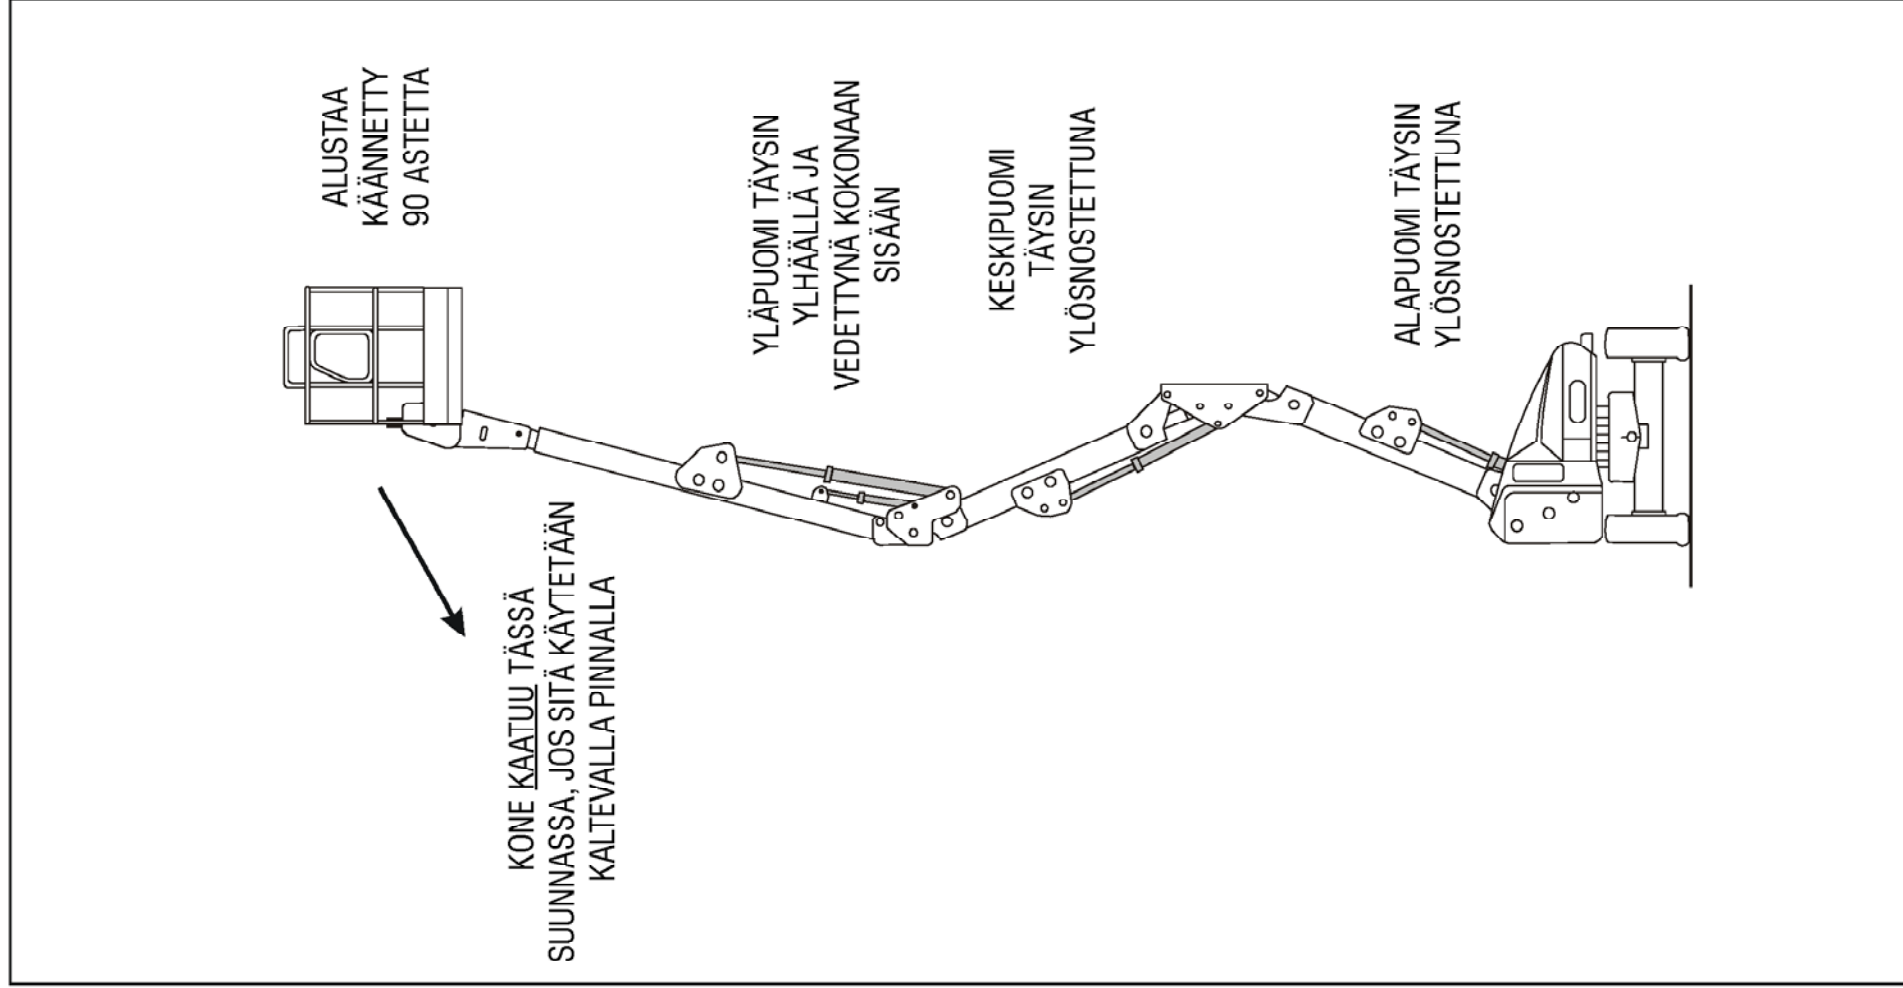 ALUSTAA
KÄÄNNETTY
90 ASTETTA
KONE KAATUU TÄSSÄ
SUUNNASSA, JOS SITÄ KÄYTETÄÄN
KALTEVALLA PINNALLA
YLÄPUOMI TÄYSIN
YLHÄÄLLÄ JA
VEDETTYNÄ KOKONAAN
SISÄÄN
KESKIPUOMI
TÄYSIN
YLÖSNOSTETTUNA
ALAPUOMI TÄYSIN
YLÖSNOSTETTUNA